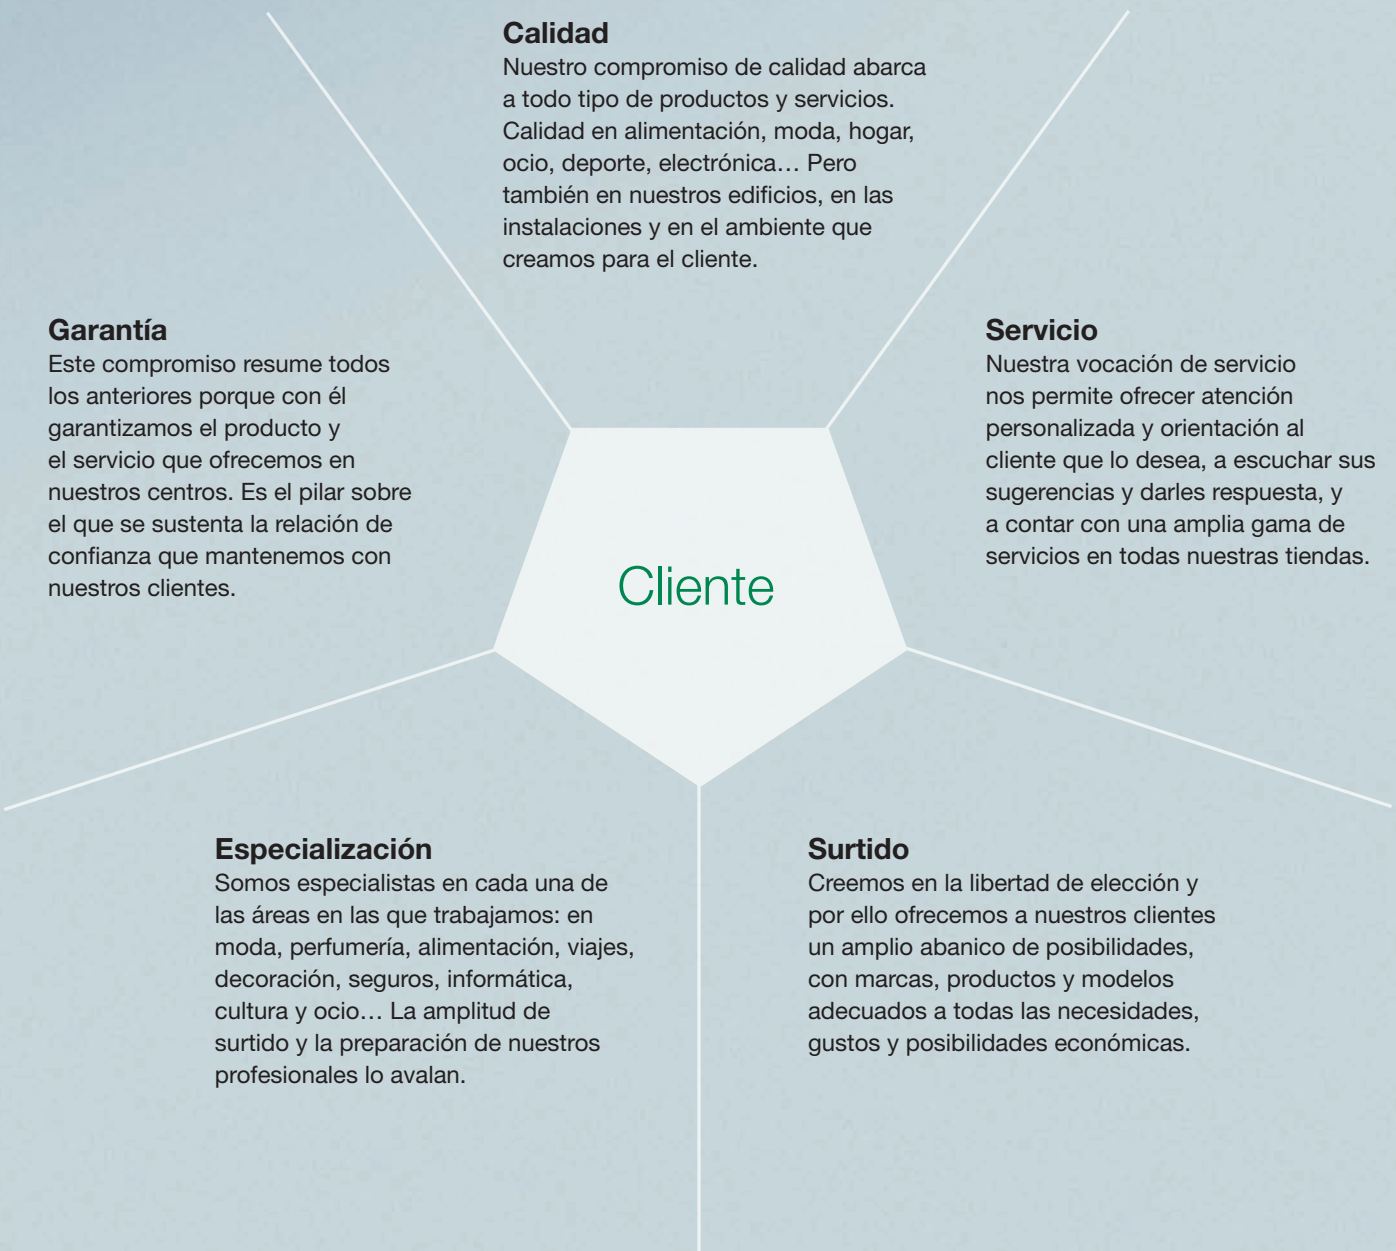 Calidad
Nuestro compromiso de calidad abarca
a todo tipo de productos y servicios.
Calidad en alimentación, moda, hogar,
ocio, deporte, electrónica… Pero
también en nuestros edificios, en las
instalaciones y en el ambiente que
creamos para el cliente.
Garantía
Este compromiso resume todos
los anteriores porque con él
garantizamos el producto y
el servicio que ofrecemos en
nuestros centros. Es el pilar sobre
el que se sustenta la relación de
confianza que mantenemos con
nuestros clientes.
Servicio
Nuestra vocación de servicio
nos permite ofrecer atención
personalizada y orientación al
cliente que lo desea, a escuchar sus
sugerencias y darles respuesta, y
a contar con una amplia gama de
servicios en todas nuestras tiendas.
Cliente
Especialización
Somos especialistas en cada una de
las áreas en las que trabajamos: en
moda, perfumería, alimentación, viajes,
decoración, seguros, informática,
cultura y ocio… La amplitud de
surtido y la preparación de nuestros
profesionales lo avalan.
Surtido
Creemos en la libertad de elección y
por ello ofrecemos a nuestros clientes
un amplio abanico de posibilidades,
con marcas, productos y modelos
adecuados a todas las necesidades,
gustos y posibilidades económicas.